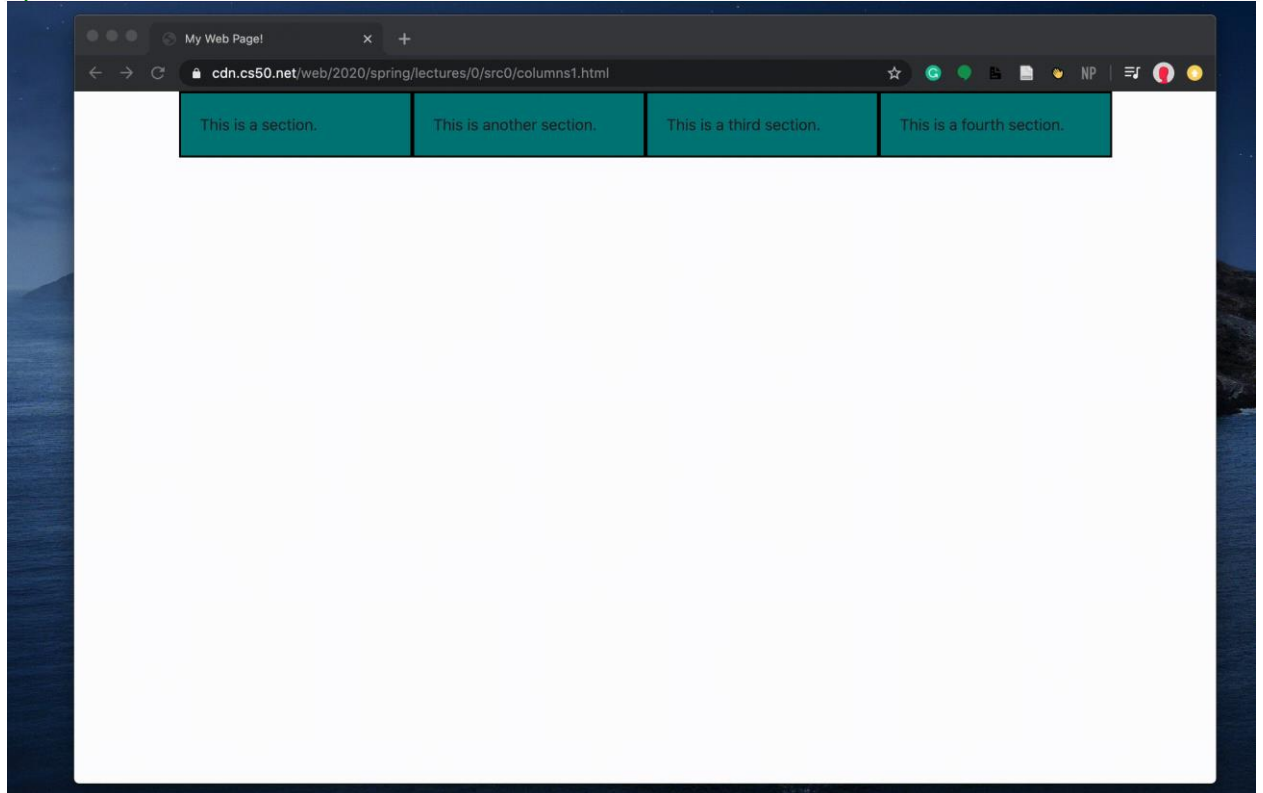 My Web Page!
cdn.cs50.net/web/2020/spring/lectures/0/src0/columns1.html
NP
This is a section.
This is another section.
This is a third section.
This is a fourth section.